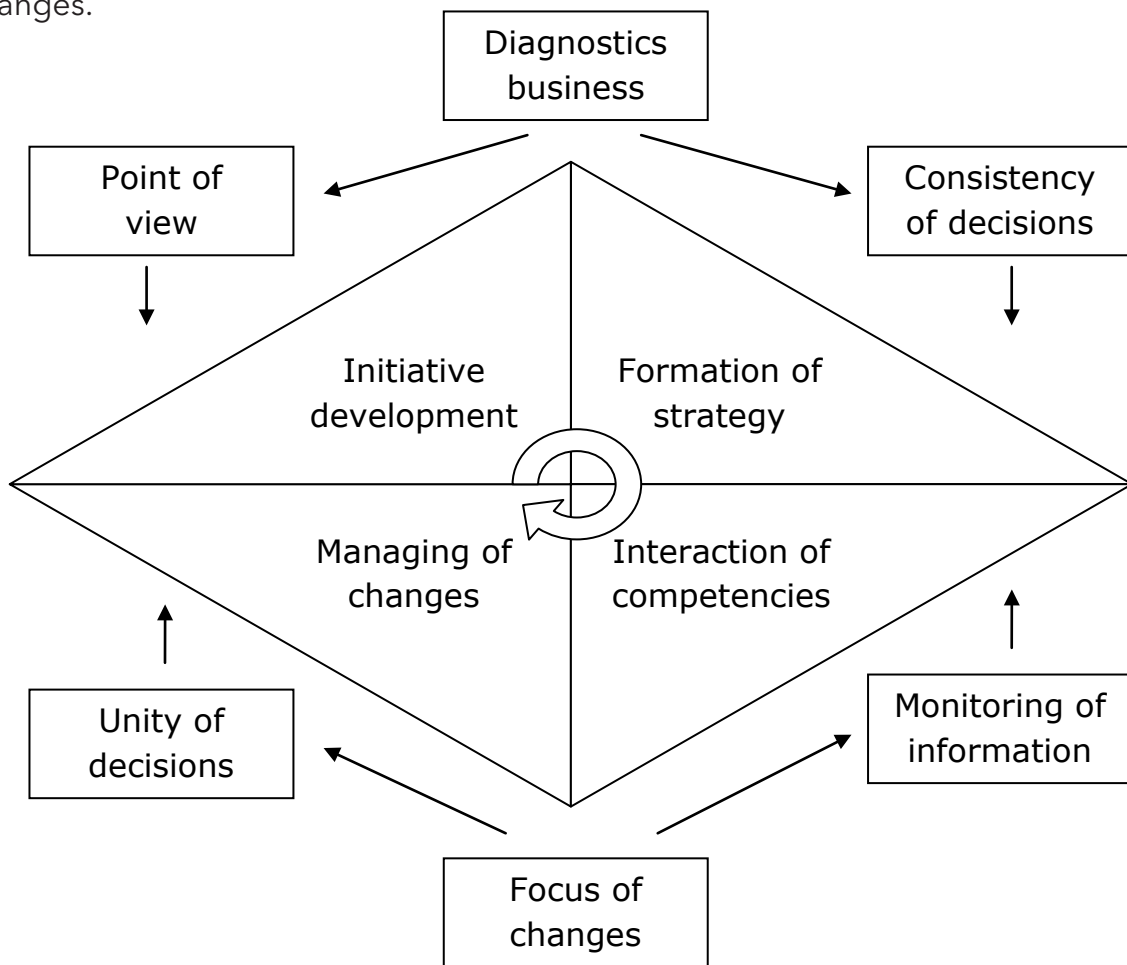 anges.
Diagnostics
business
Point of
view
Consistency
of decisions
Initiative
development
Formation of
strategy
Managing of
changes
Interaction of
competencies
Unity of
decisions
Monitoring of
information
Focus of
changes